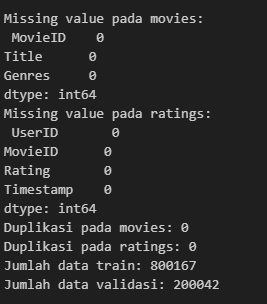 Missing value pada movies:
MovieID 0
Title 0
Genres 0
dtype: int64
Missing value pada ratings:
UserID 0
MovieID 0
Rating 0
Timestamp 0
dtype: int64
Duplikasi pada movies: 0
Duplikasi pada ratings: 0
Jumlah data train: 800167
Jumlah data validasi: 200042